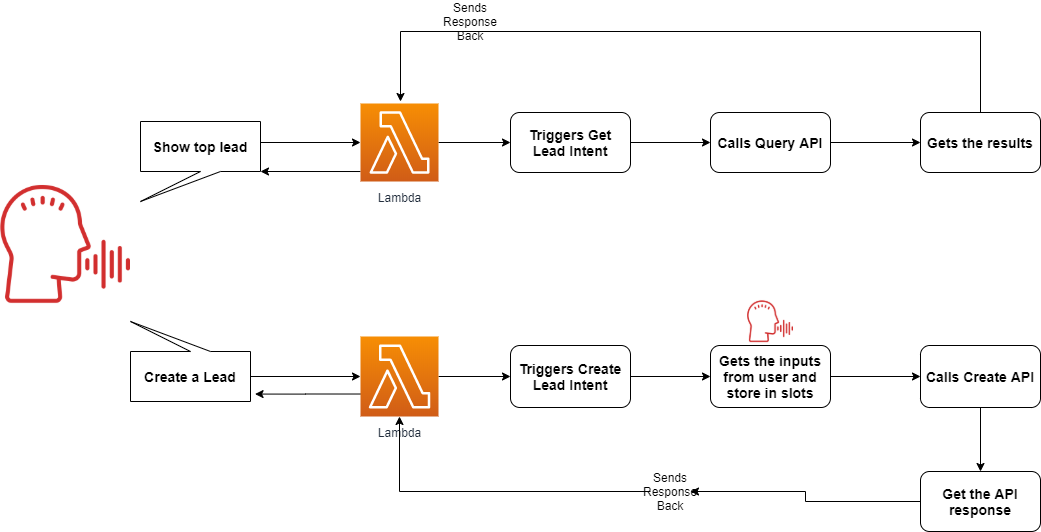 Sends
Response
Back
Show top lead
Lambda
Triggers Get
Lead Intent
Calls Query API
Gets the results
Create a Lead
Lambda
Triggers Create
Lead Intent
Gets the inputs
from user and
store in slots
Calls Create API
Sends
Response
Back
Get the API
response